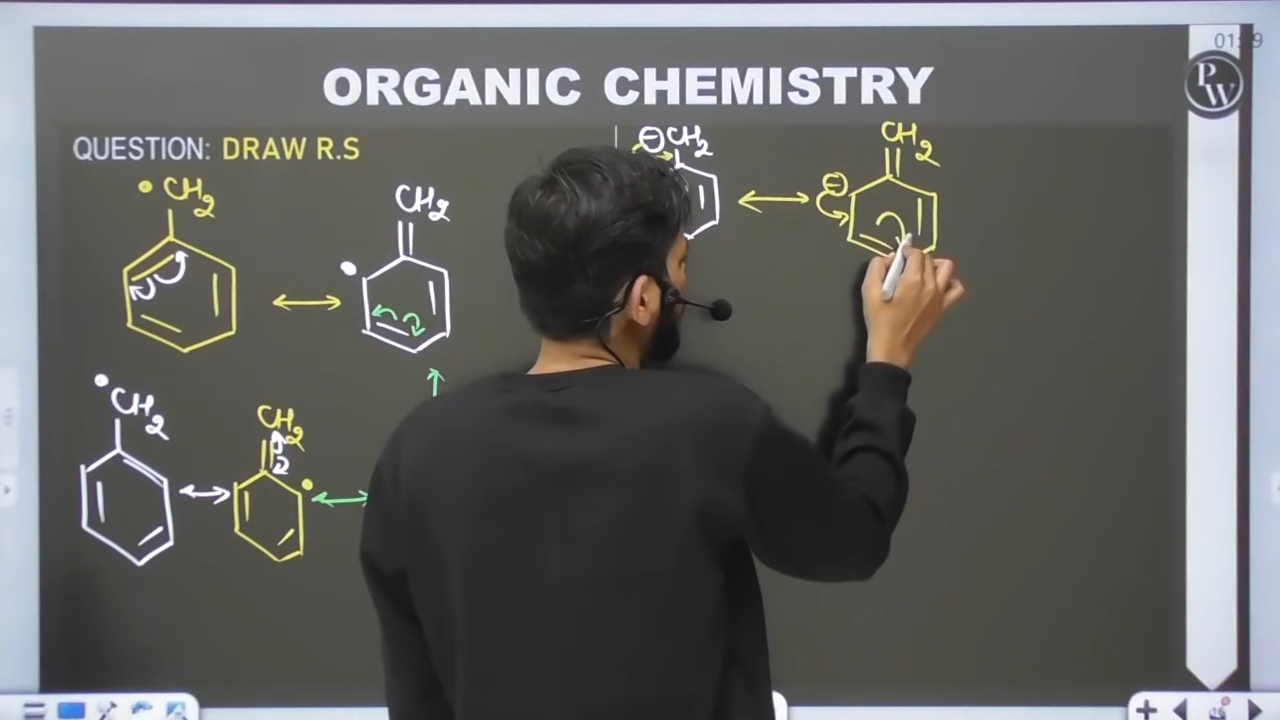 ORGANIC CHEMISTRY
QUESTION: DRAW R.S
PW
• CH2
CH2
⊖CH2
CH2
⊖
• CH2
CH2